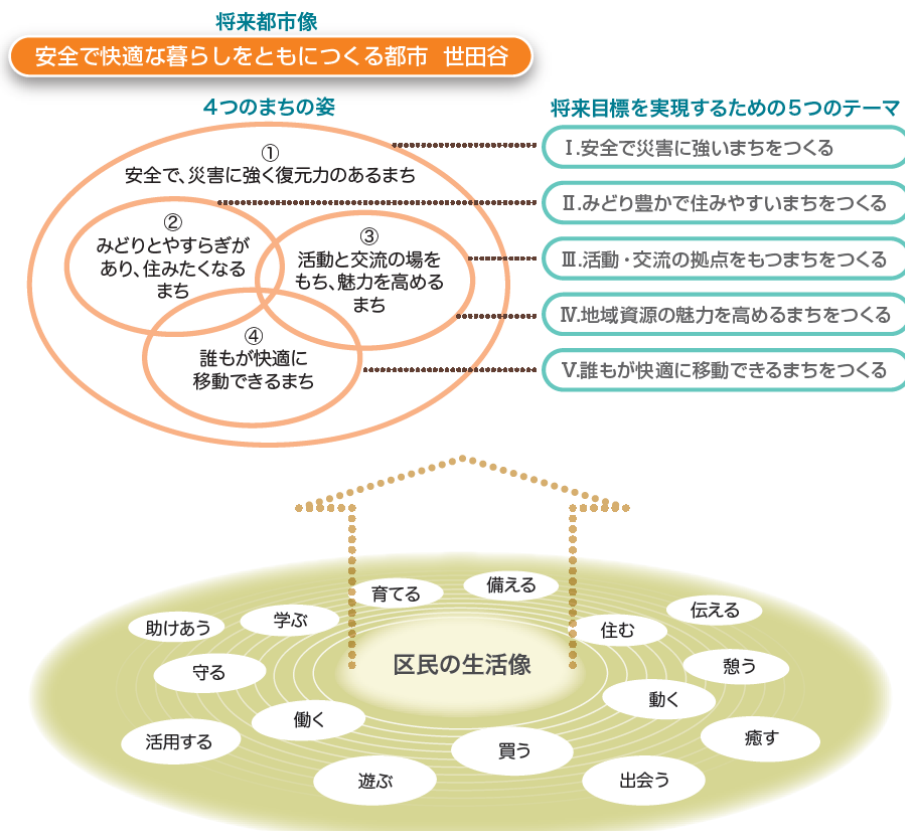 将来都市像
安全で快適な暮らしをともにつくる都市 世田谷
4つのまちの姿
①
安全で、災害に強く復元力のあるまち
②
みどりとやすらぎが
あり、住みたくなる
まち
③
活動と交流の場を
もち、魅力を高める
まち
④
誰もが快適に
移動できるまち
将来目標を実現するための5つのテーマ
Ⅰ.安全で災害に強いまちをつくる
Ⅱ.みどり豊かで住みやすいまちをつくる
Ⅲ.活動・交流の拠点をもつまちをつくる
Ⅳ.地域資源の魅力を高めるまちをつくる
Ⅴ.誰もが快適に移動できるまちをつくる
育てる
備える
助けあう
学ぶ
住む
伝える
守る
区民の生活像
憩う
働く
動く
活用する
買う
癒す
遊ぶ
出会う